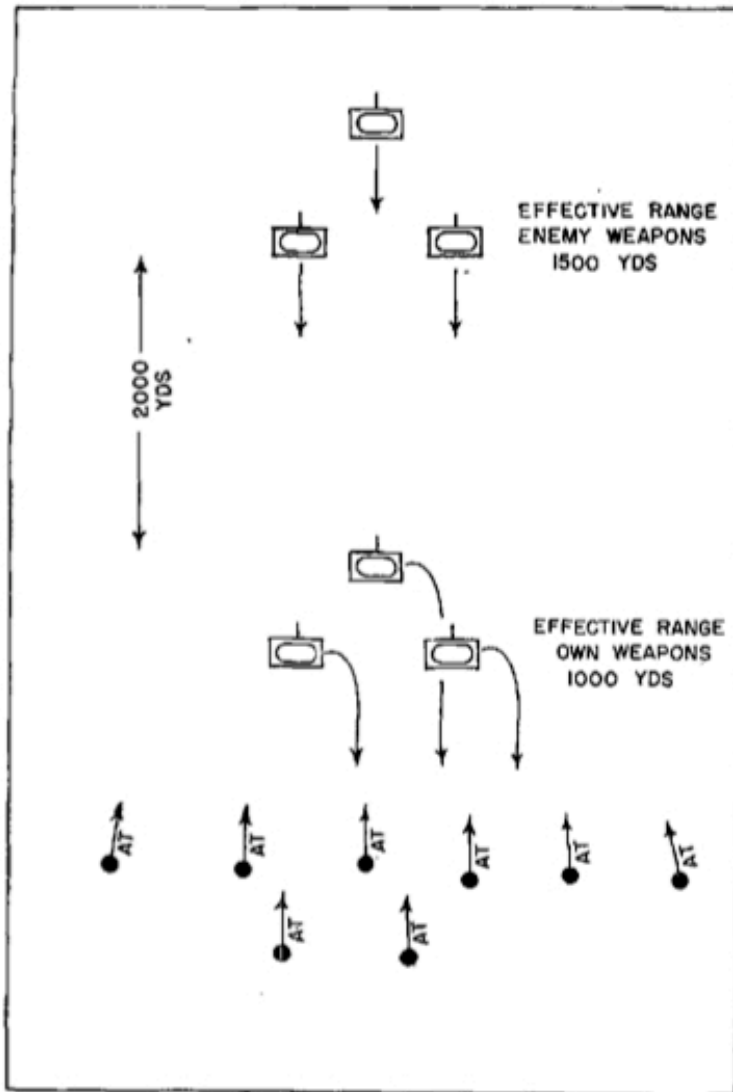 EFFECTIVE RANGE
ENEMY WEAPONS
1500 YDS
2000
YDS
EFFECTIVE RANGE
OWN WEAPONS
1000 YDS
AT
AT
AT
AT
AT
AT
AT
AT